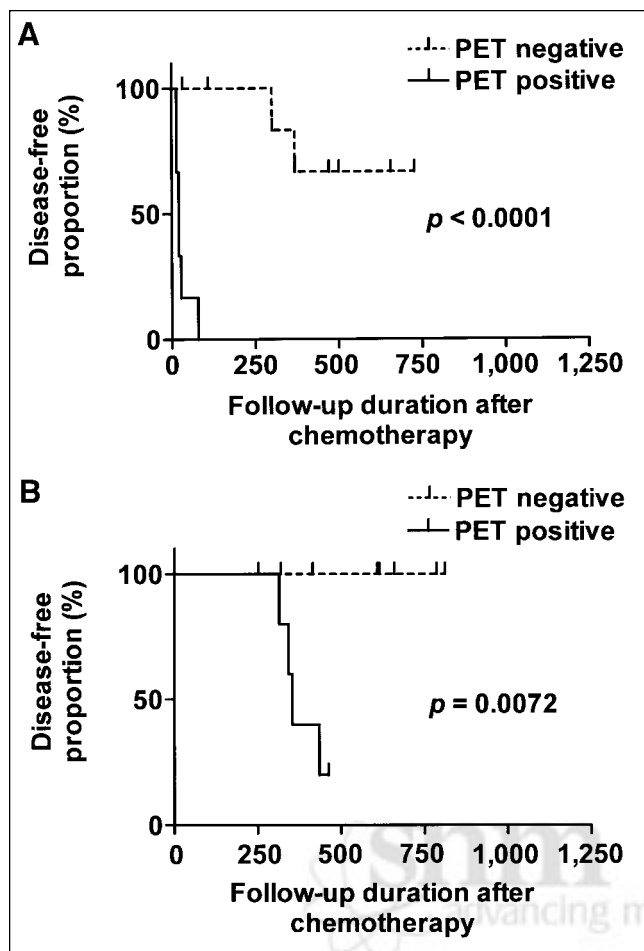 A
PET negative
PET positive
Disease-free
proportion (%)
100
50
0
p < 0.0001
0 250 500 750 1,000 1,250
Follow-up duration after
chemotherapy
B
PET negative
PET positive
Disease-free
proportion (%)
100
50
0
p = 0.0072
0 250 500 750 1,000 1,250
Follow-up duration after
chemotherapy
snm
advancing m